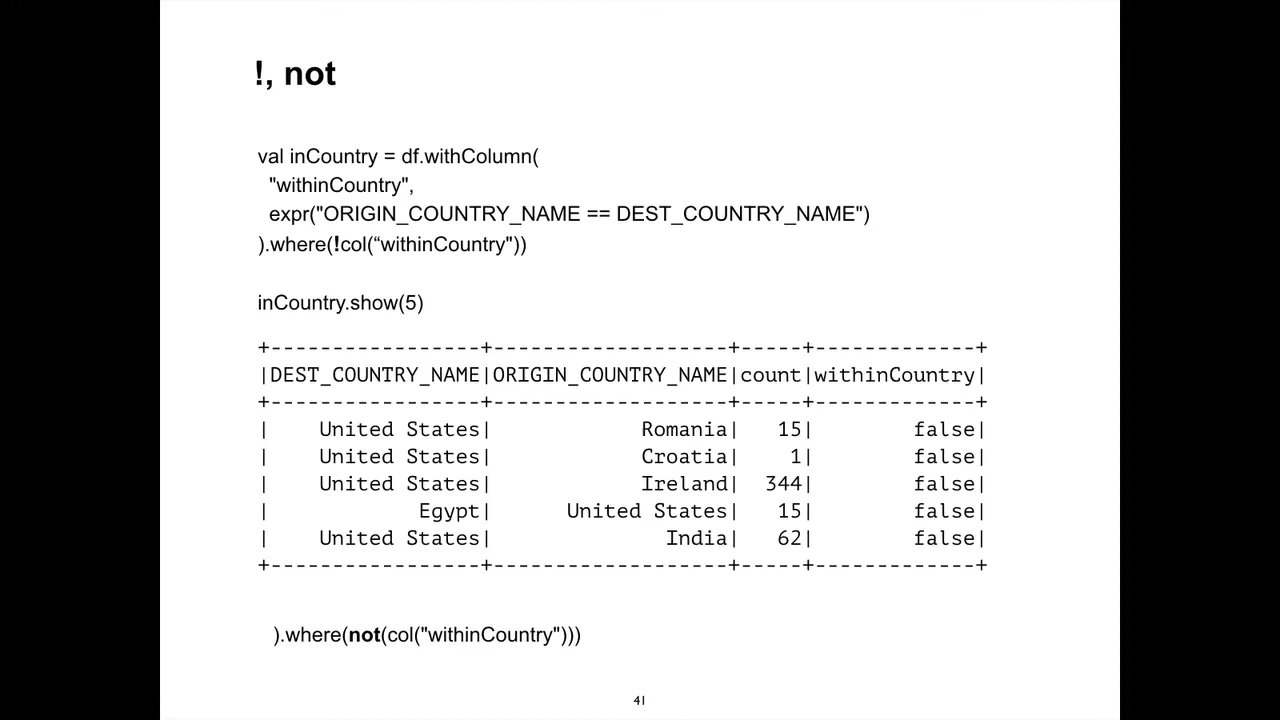 !, not
val inCountry = df.withColumn(
"withinCountry",
expr("ORIGIN_COUNTRY_NAME == DEST_COUNTRY_NAME")
).where(!col(“withinCountry"))
inCountry.show(5)
+-----------------+-------------------+-----+-------------+
|DEST_COUNTRY_NAME|ORIGIN_COUNTRY_NAME|count|withinCountry|
+-----------------+-------------------+-----+-------------+
|    United States|            Romania|   15|        false|
|    United States|            Croatia|    1|        false|
|    United States|            Ireland|  344|        false|
|            Egypt|      United States|   15|        false|
|    United States|              India|   62|        false|
+-----------------+-------------------+-----+-------------+
).where(not(col("withinCountry")))
41